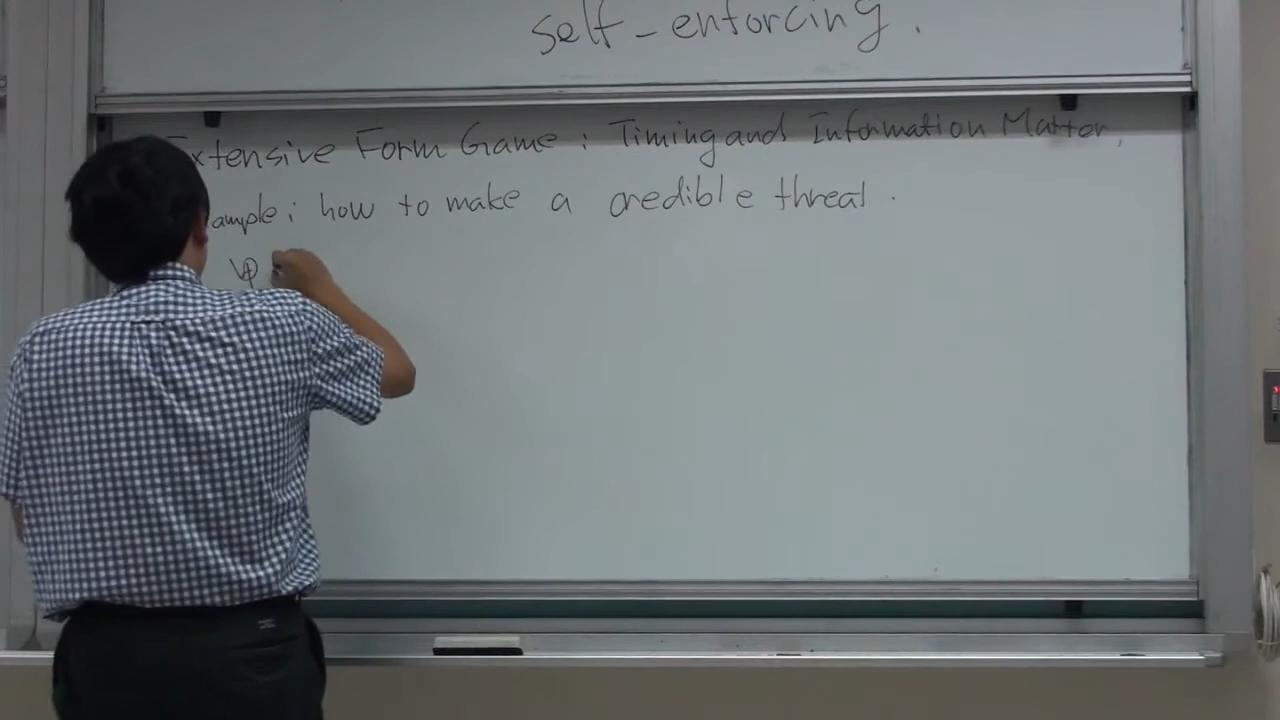 self-enforcing.
Extensive Form Game : Timing and Information Matter.
ample : how to make a credible threat.